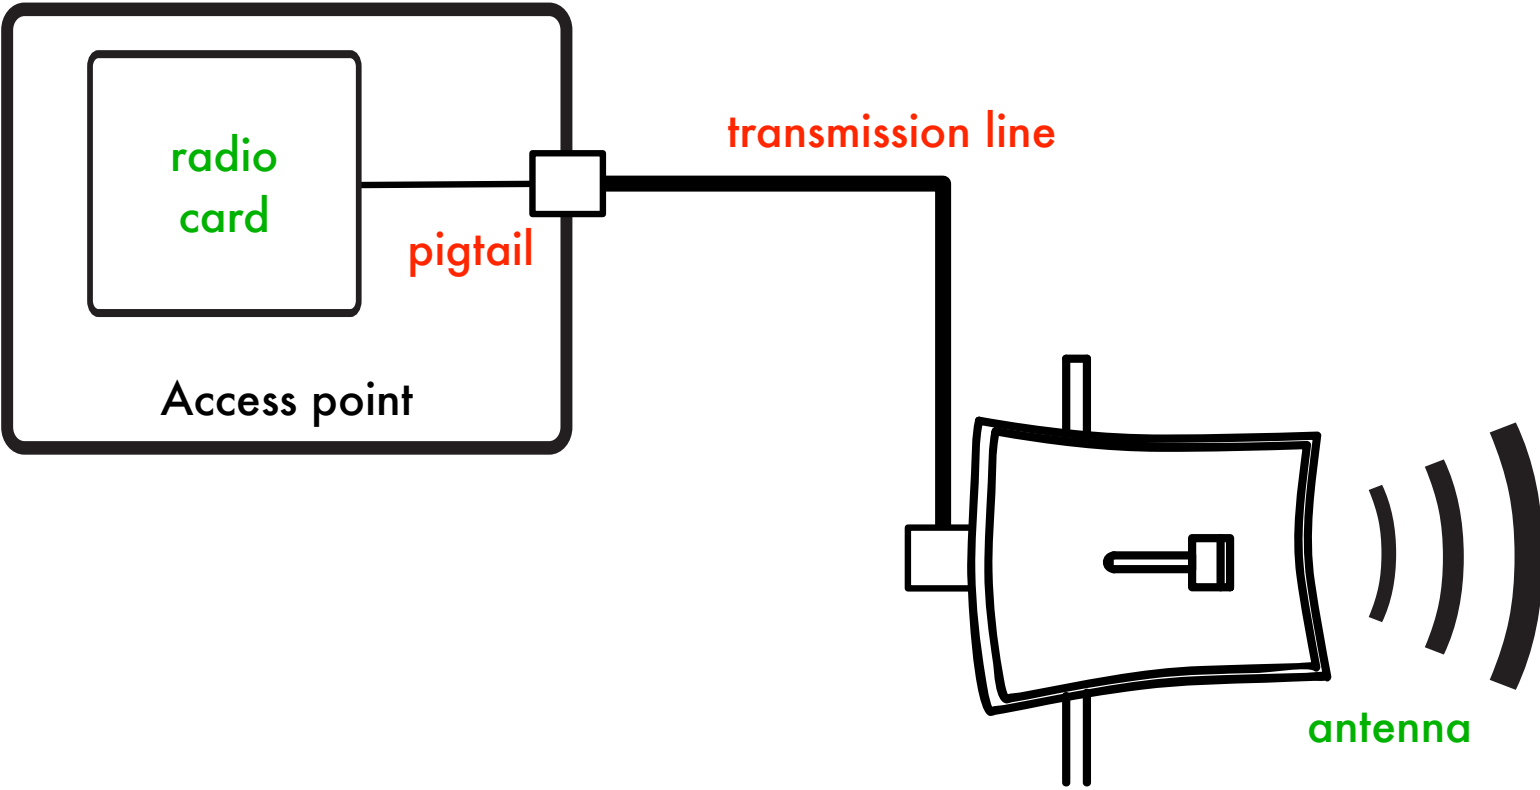 radio
card
pigtail
Access point
transmission line
antenna